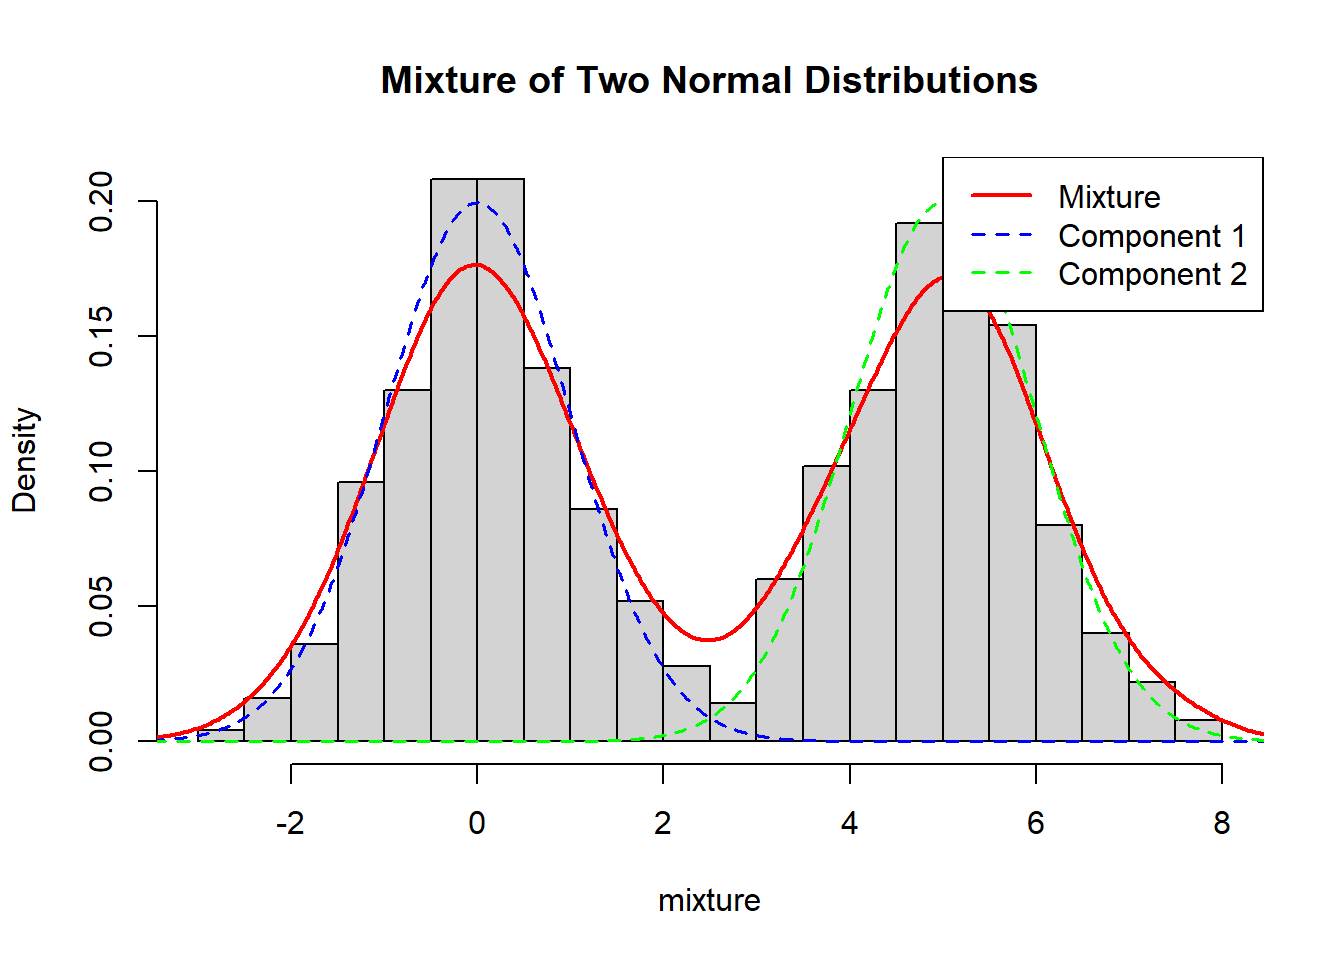 Mixture of Two Normal Distributions
Mixture
Component 1
Component 2
Density
0.20
0.15
0.10
0.05
0.00
-2 0 2 4 6 8
mixture